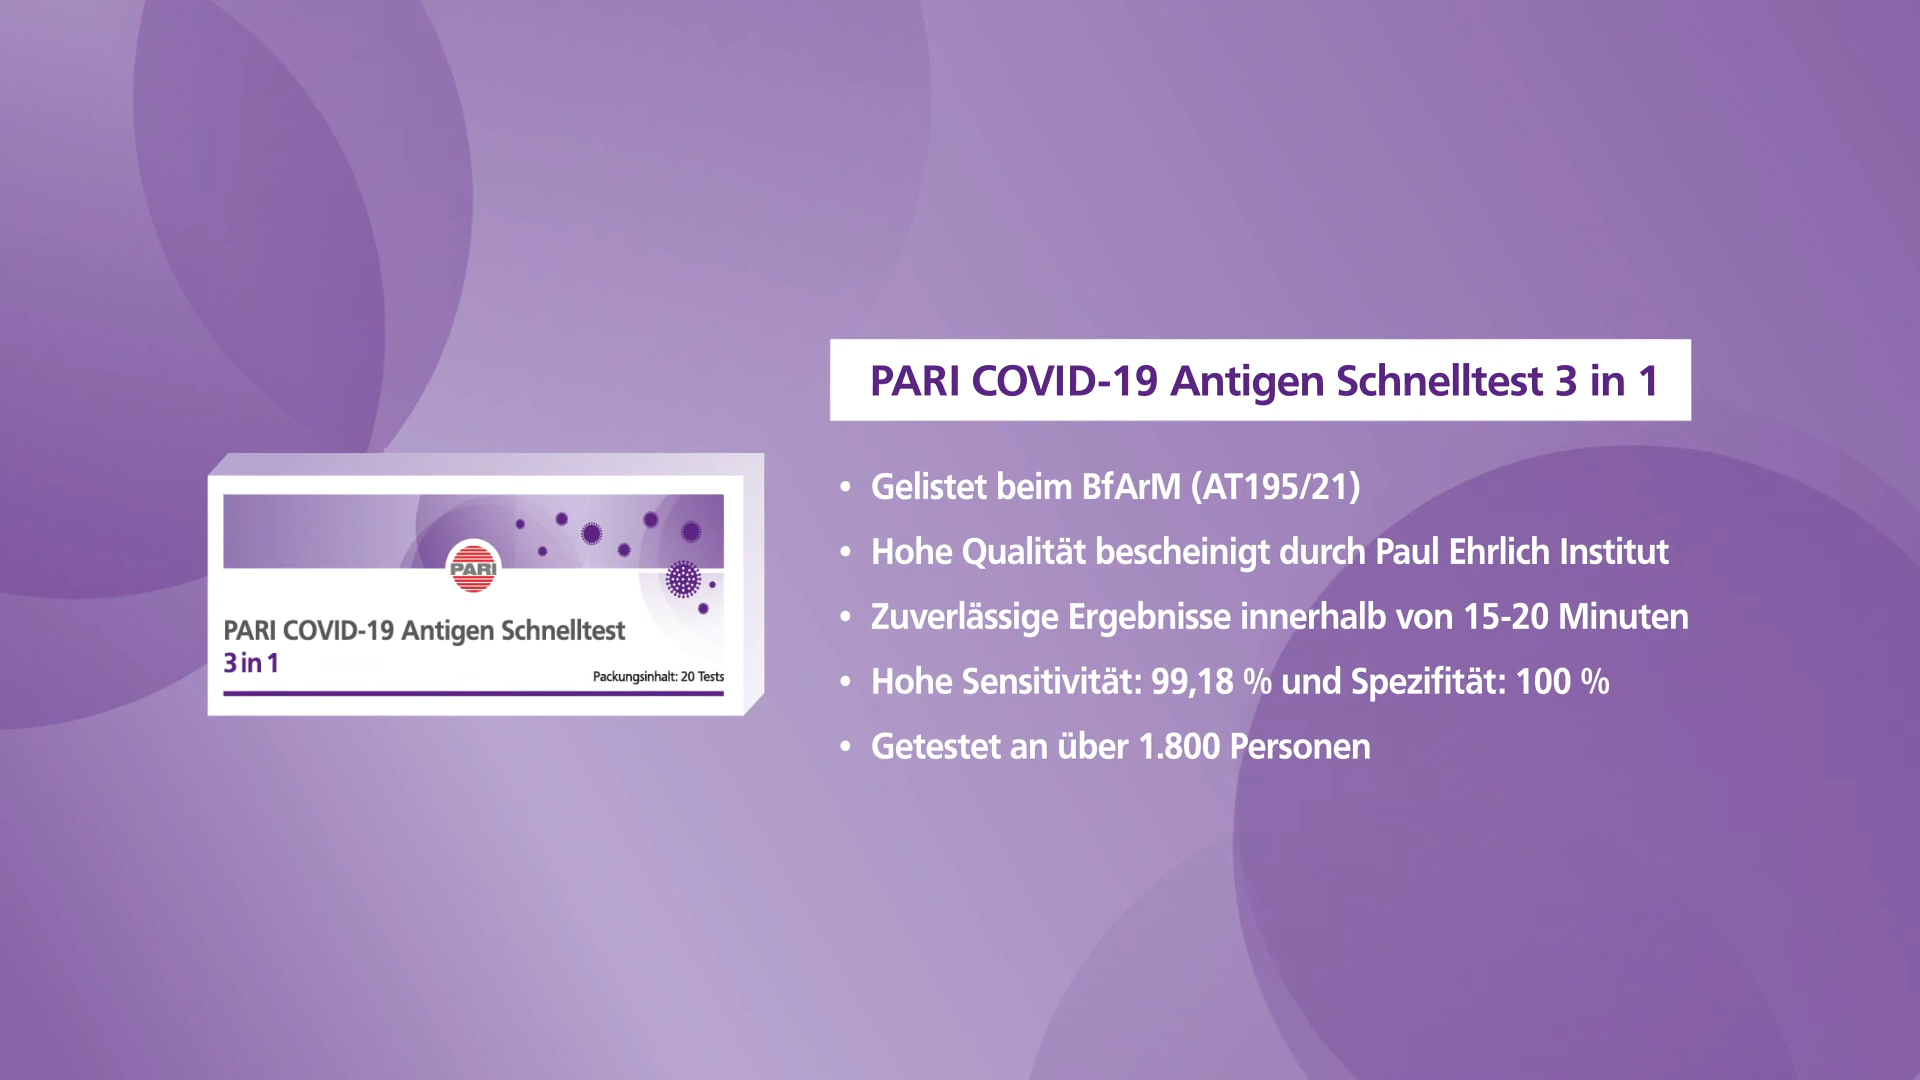 PARI COVID-19 Antigen Schnelltest 3 in 1
• Gelistet beim BfArM (AT195/21)
• Hohe Qualität bescheinigt durch Paul Ehrlich Institut
• Zuverlässige Ergebnisse innerhalb von 15-20 Minuten
• Hohe Sensitivität: 99,18 % und Spezifität: 100 %
• Getestet an über 1.800 Personen
PARI
PARI COVID-19 Antigen Schnelltest
3 in 1
Packungsinhalt: 20 Tests